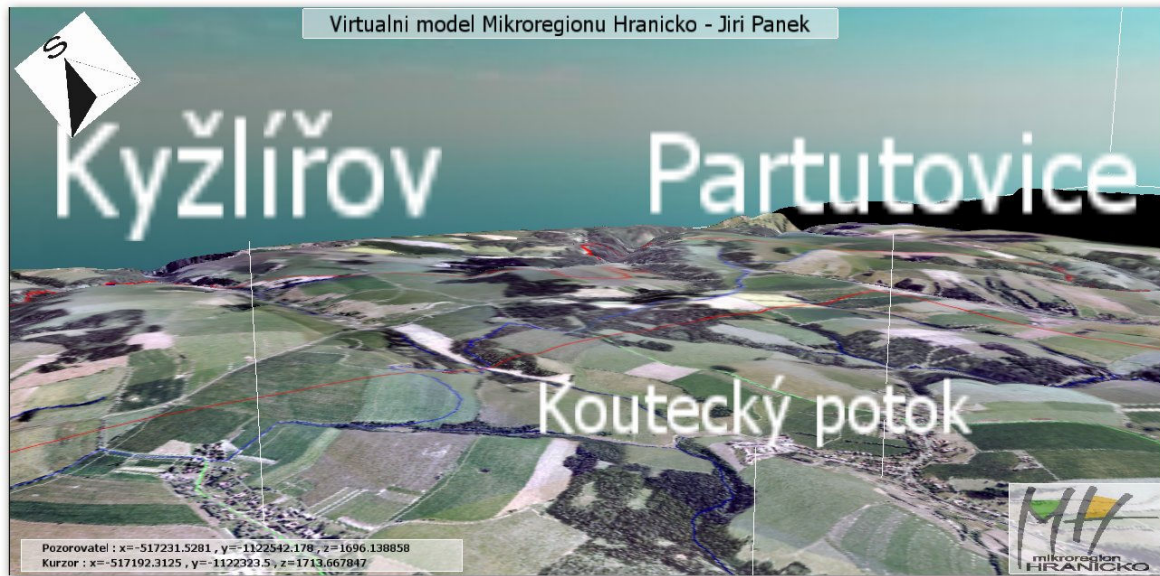 Virtualni model Mikroregionu Hranicko - Jiri Panek
S
Kyžlířov
Partutovice
Koutecký potok
MH
mikroregion
HRANICKO
Pozorovatel : x=-517231.5281 , y=-1122542.178 , z=1696.138858
Kurzor : x=-517192.3125 , y=-1122323.5 , z=1713.667847